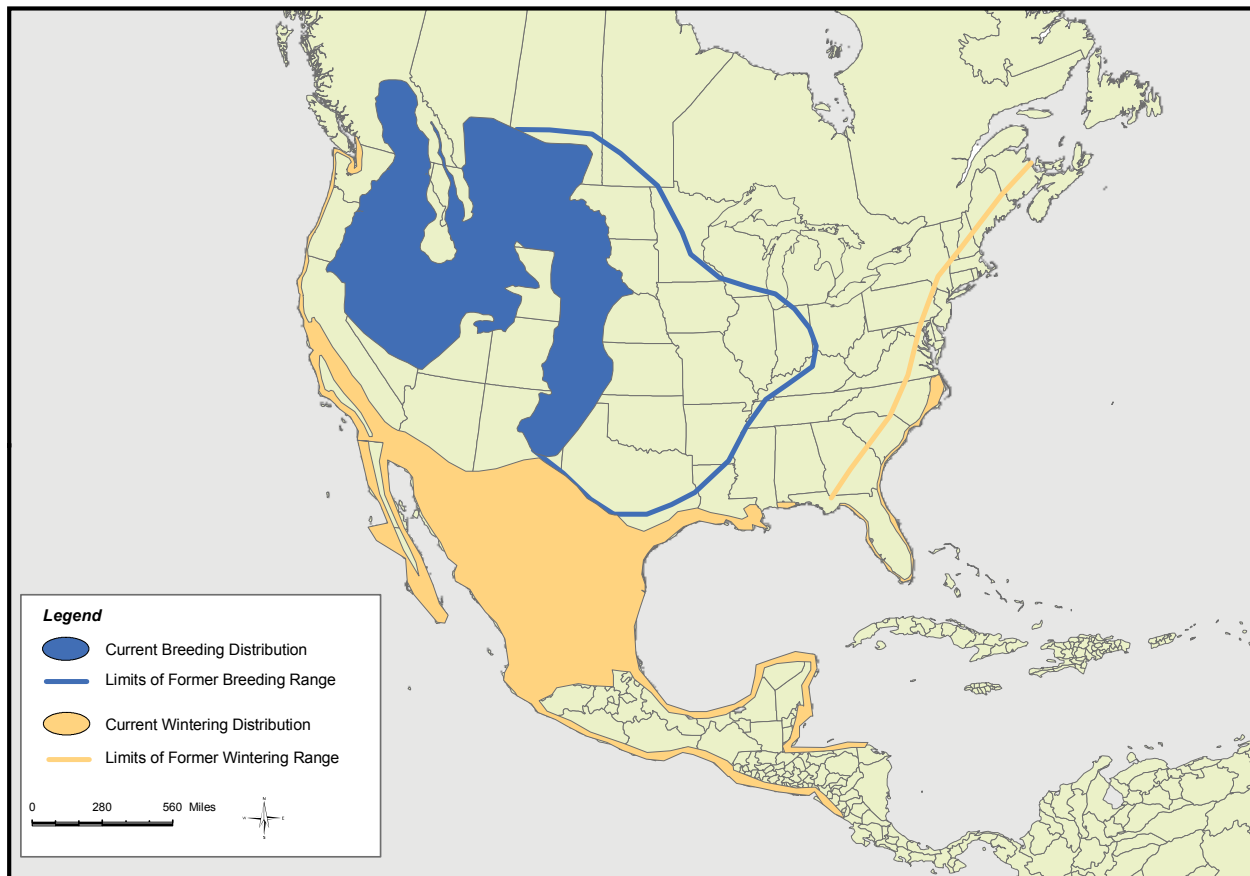 Legend
Current Breeding Distribution
Limits of Former Breeding Range
Current Wintering Distribution
Limits of Former Wintering Range
0 280 560 Miles
N
W E
S